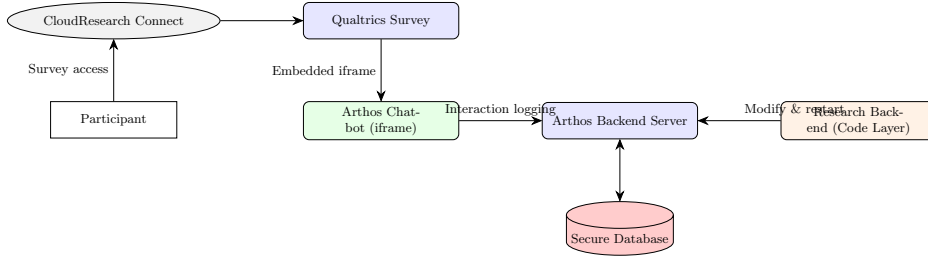 CloudResearch Connect
Qualtrics Survey
Survey access
Embedded iframe
Participant
Arthos Chat-
bot (iframe)
Interaction logging
Arthos Backend Server
Modify & restart
Research Back-
end (Code Layer)
Secure Database